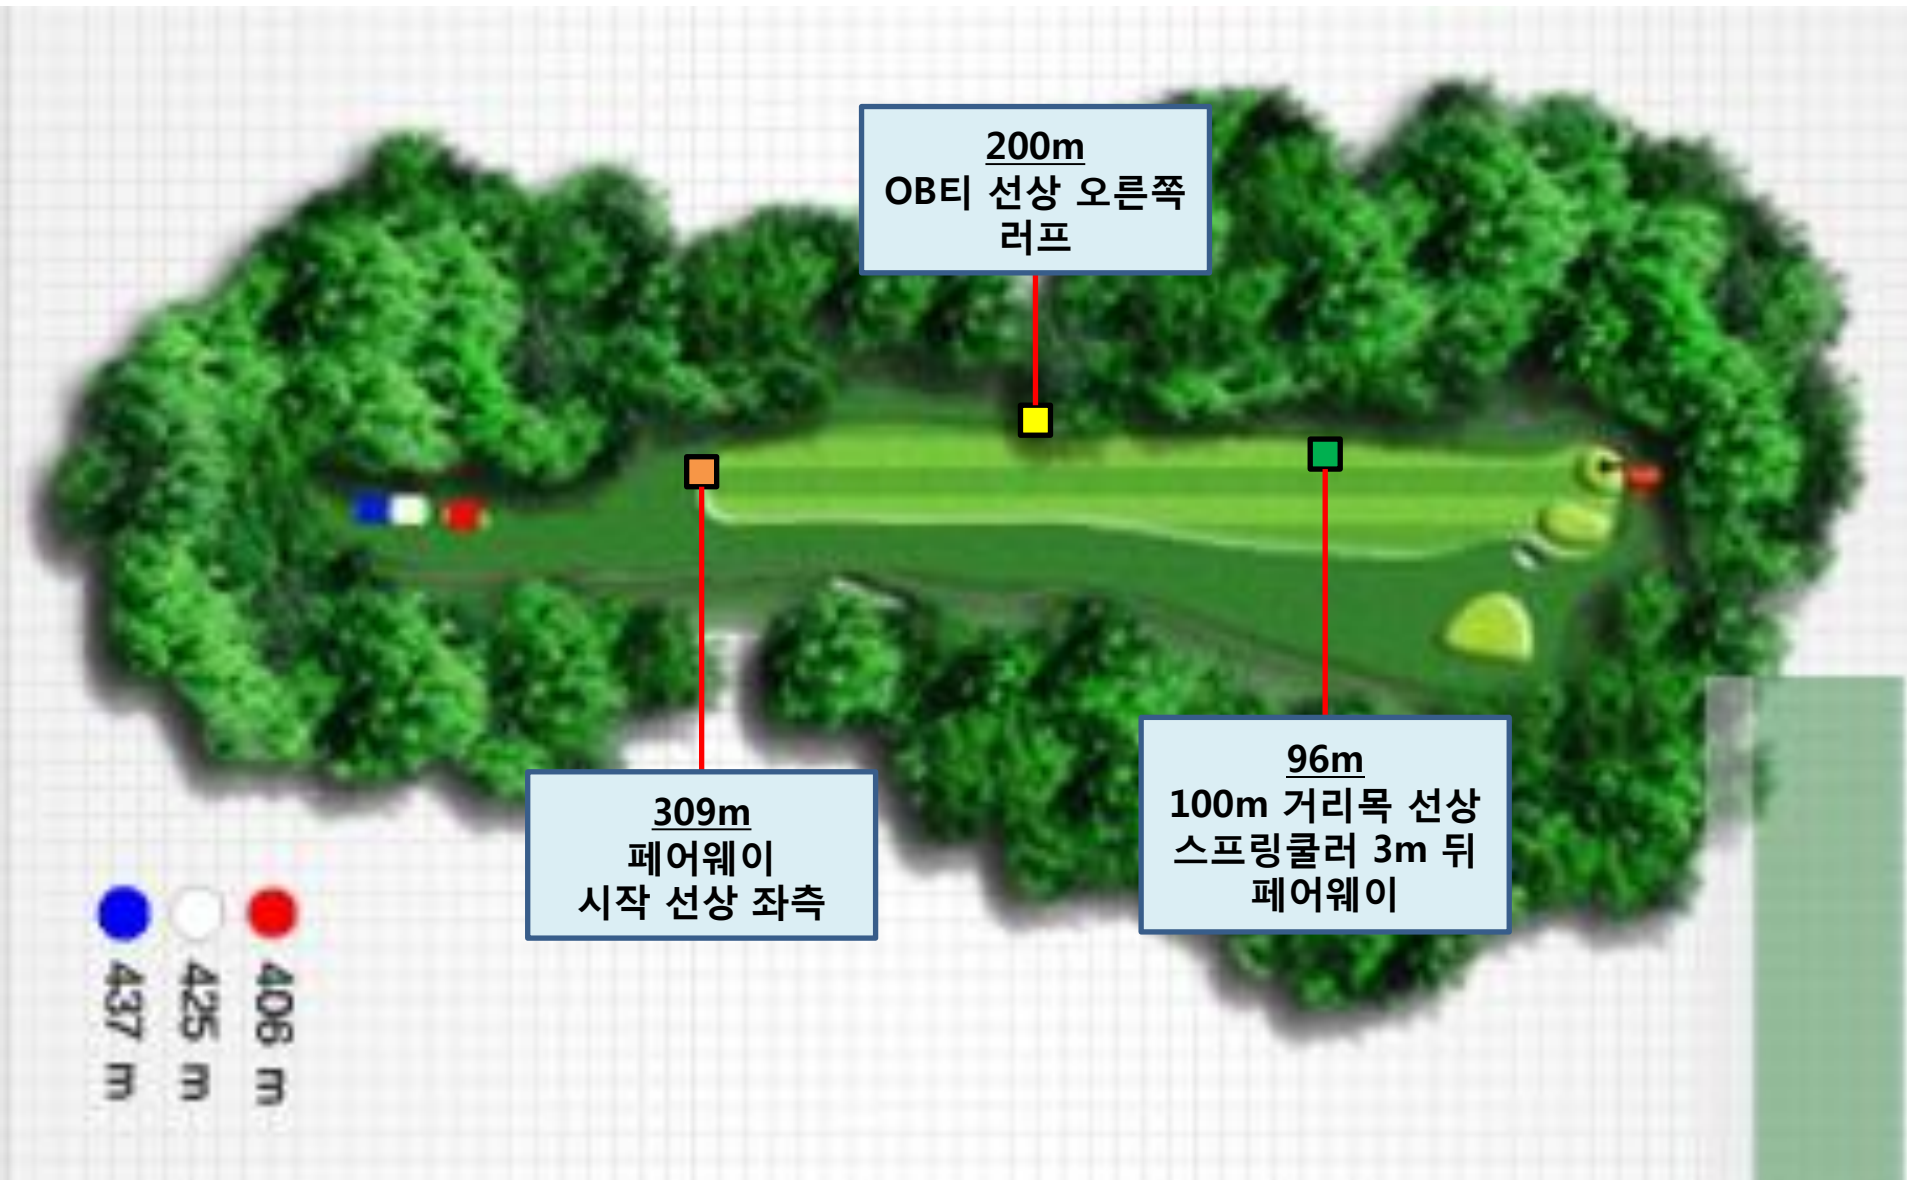 200m
OB티 선상 오른쪽
러프
309m
페어웨이
시작 선상 좌측
96m
100m 거리목 선상
스프링쿨러 3m 뒤
페어웨이
437 m
425 m
406 m